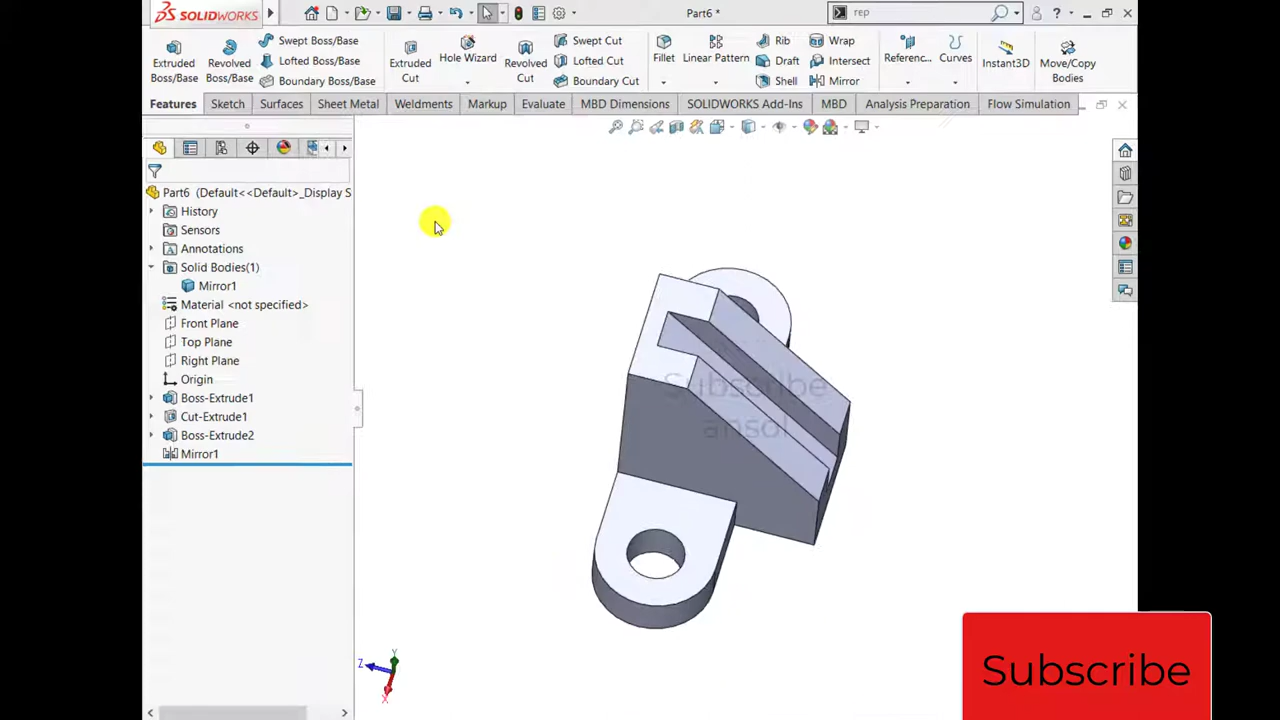 SOLIDWORKS
Part6 *
rep
Extruded Boss/Base
Revolved Boss/Base
Swept Boss/Base
Lofted Boss/Base
Boundary Boss/Base
Extruded Cut
Hole Wizard
Revolved Cut
Swept Cut
Lofted Cut
Boundary Cut
Fillet
Linear Pattern
Rib
Draft
Shell
Wrap
Intersect
Mirror
Referenc...
Curves
Instant3D
Move/Copy Bodies
Features
Sketch
Surfaces
Sheet Metal
Weldments
Markup
Evaluate
MBD Dimensions
SOLIDWORKS Add-Ins
MBD
Analysis Preparation
Flow Simulation
Part6 (Default<<Default>_Display S
History
Sensors
Annotations
Solid Bodies(1)
Mirror1
Material <not specified>
Front Plane
Top Plane
Right Plane
Origin
Boss-Extrude1
Cut-Extrude1
Boss-Extrude2
Mirror1
Subscribe
ansol
Y
Z
X
Subscribe